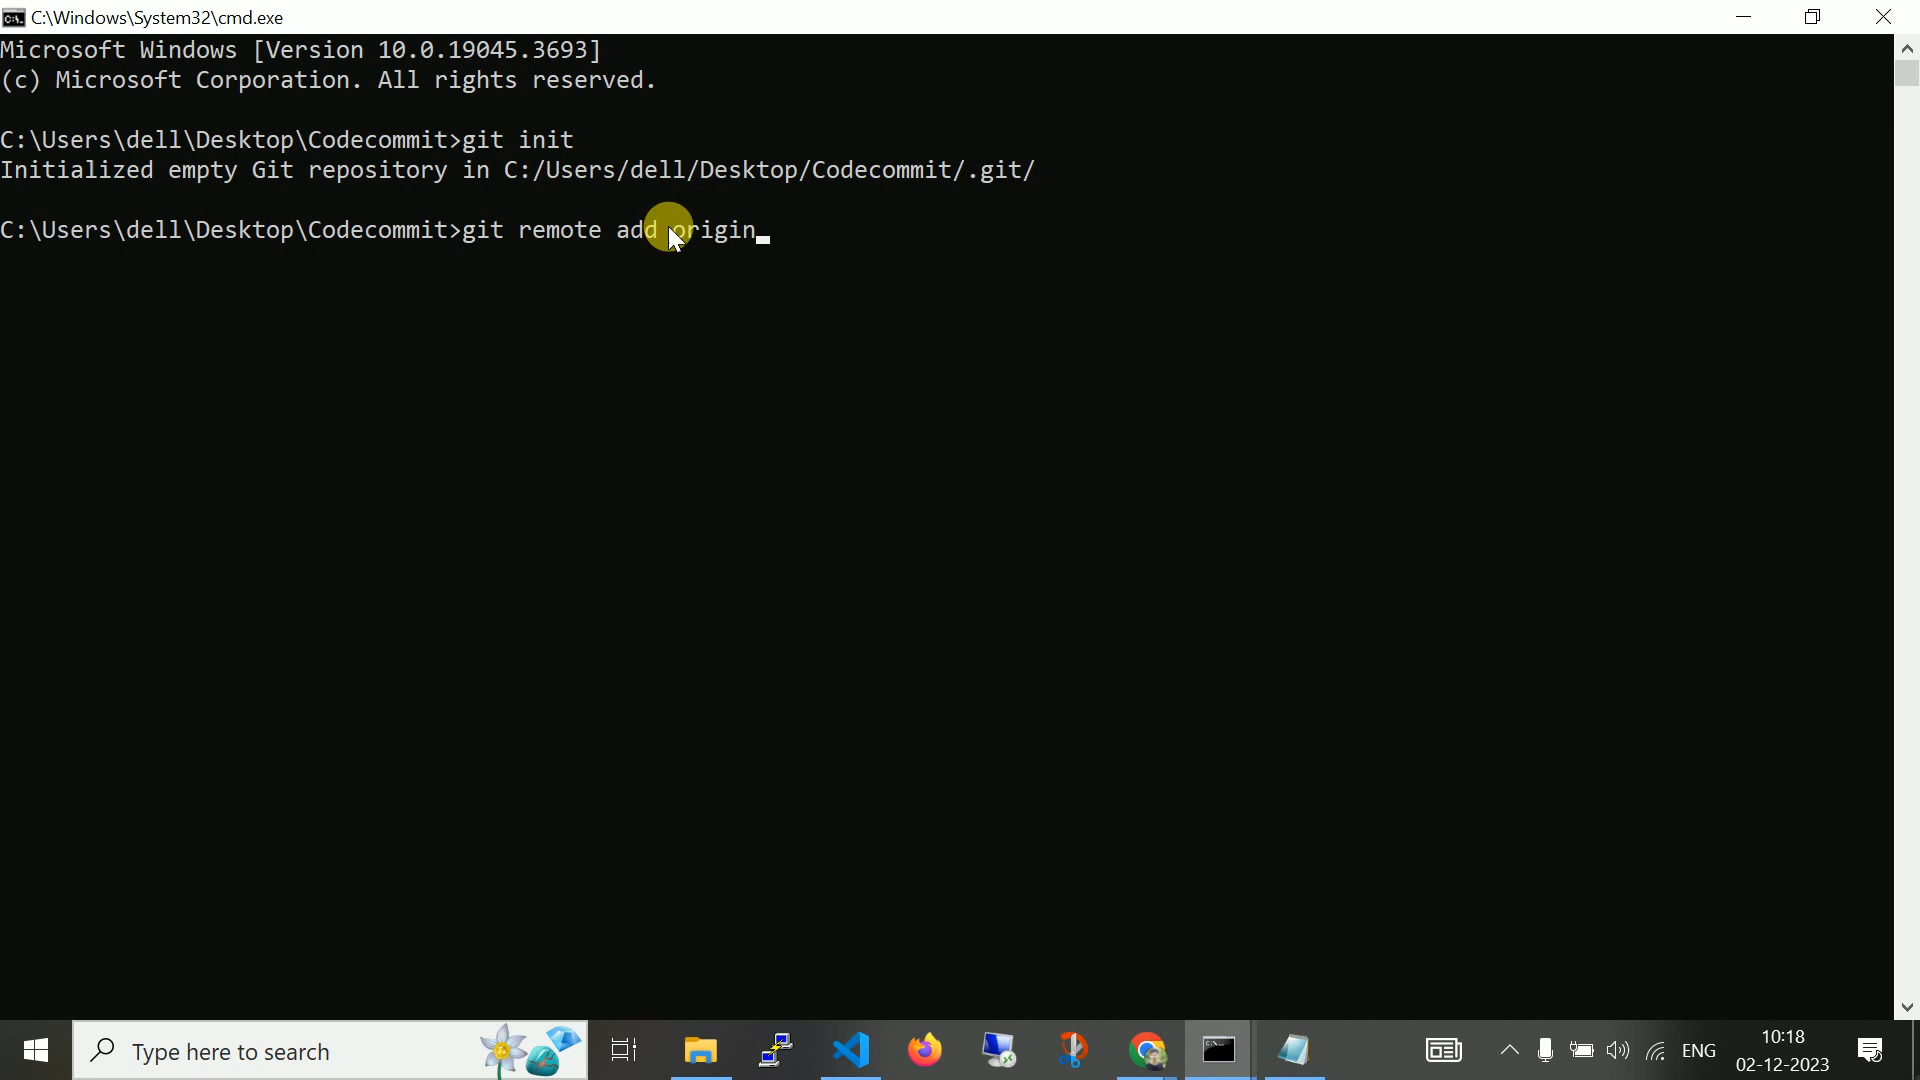 C:\Windows\System32\cmd.exe
Microsoft Windows [Version 10.0.19045.3693]
(c) Microsoft Corporation. All rights reserved.
C:\Users\dell\Desktop\Codecommit>git init
Initialized empty Git repository in C:/Users/dell/Desktop/Codecommit/.git/
C:\Users\dell\Desktop\Codecommit>git remote add origin
Type here to search
ENG
10:18
02-12-2023